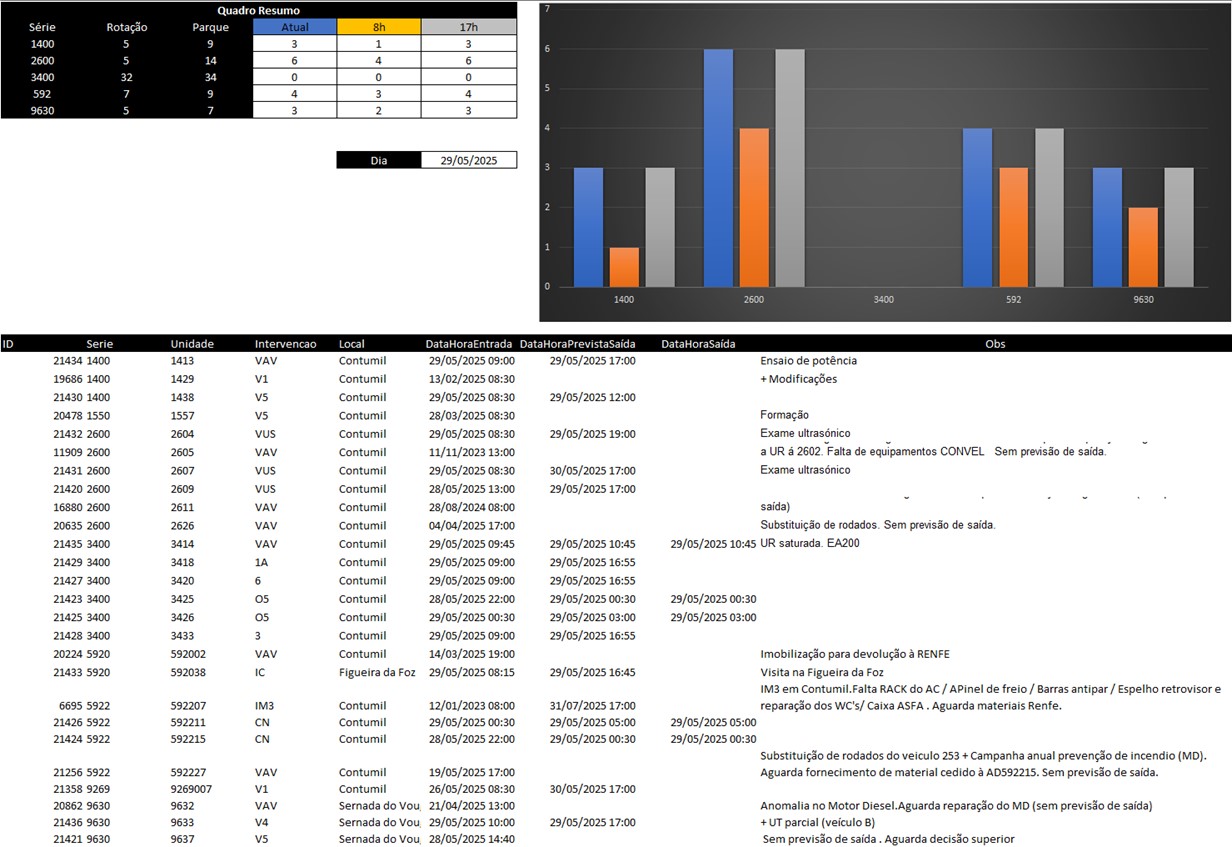 Quadro Resumo
Série Rotação Parque Atual 8h 17h
1400 5 9 3 1 3
2600 5 14 6 4 6
3400 32 34 0 0 0
592 7 9 4 3 4
9630 5 7 3 2 3
Dia 29/05/2025
7
6
5
4
3
2
1
0
1400 2600 3400 592 9630
ID Serie Unidade Intervencao Local DataHoraEntrada DataHoraPrevistaSaída DataHoraSaída Obs
21434 1400 1413 VAV Contumil 29/05/2025 09:00 29/05/2025 17:00 Ensaio de potência
19686 1400 1429 V1 Contumil 13/02/2025 08:30 + Modificações
21430 1400 1438 V5 Contumil 29/05/2025 08:30 29/05/2025 12:00
20478 1550 1557 V5 Contumil 28/03/2025 08:30 Formação
21432 2600 2604 VUS Contumil 29/05/2025 08:30 29/05/2025 19:00 Exame ultrasónico
11909 2600 2605 VAV Contumil 11/11/2023 13:00 a UR á 2602. Falta de equipamentos CONVEL Sem previsão de saída.
21431 2600 2607 VUS Contumil 29/05/2025 08:30 30/05/2025 17:00 Exame ultrasónico
21420 2600 2609 VUS Contumil 28/05/2025 13:00 29/05/2025 17:00
16880 2600 2611 VAV Contumil 28/08/2024 08:00 saída)
20635 2600 2626 VAV Contumil 04/04/2025 17:00 Substituição de rodados. Sem previsão de saída.
21435 3400 3414 VAV Contumil 29/05/2025 09:45 29/05/2025 10:45 29/05/2025 10:45 UR saturada. EA200
21429 3400 3418 1A Contumil 29/05/2025 09:00 29/05/2025 16:55
21427 3400 3420 6 Contumil 29/05/2025 09:00 29/05/2025 16:55
21423 3400 3425 O5 Contumil 28/05/2025 22:00 29/05/2025 00:30 29/05/2025 00:30
21425 3400 3426 O5 Contumil 29/05/2025 00:30 29/05/2025 03:00 29/05/2025 03:00
21428 3400 3433 3 Contumil 29/05/2025 09:00 29/05/2025 16:55
20224 5920 592002 VAV Contumil 14/03/2025 19:00 Imobilização para devolução à RENFE
21433 5920 592038 IC Figueira da Foz 29/05/2025 08:15 29/05/2025 16:45 Visita na Figueira da Foz
IM3 em Contumil.Falta RACK do AC / APinel de freio / Barras antipar / Espelho retrovisor e
6695 5922 592207 IM3 Contumil 12/01/2023 08:00 31/07/2025 17:00 reparação dos WC's/ Caixa ASFA . Aguarda materiais Renfe.
21426 5922 592211 CN Contumil 29/05/2025 00:30 29/05/2025 05:00 29/05/2025 05:00
21424 5922 592215 CN Contumil 28/05/2025 22:00 29/05/2025 00:30 29/05/2025 00:30
Substituição de rodados do veiculo 253 + Campanha anual prevenção de incendio (MD).
21256 5922 592227 VAV Contumil 19/05/2025 17:00 Aguarda fornecimento de material cedido à AD592215. Sem previsão de saída.
21358 9269 9269007 V1 Contumil 26/05/2025 08:30 30/05/2025 17:00
20862 9630 9632 VAV Sernada do Vou 21/04/2025 13:00 Anomalia no Motor Diesel.Aguarda reparação do MD (sem previsão de saída)
21436 9630 9633 V4 Sernada do Vou 29/05/2025 10:00 29/05/2025 17:00 + UT parcial (veículo B)
21421 9630 9637 V5 Sernada do Vou 28/05/2025 14:40 Sem previsão de saída . Aguarda decisão superior